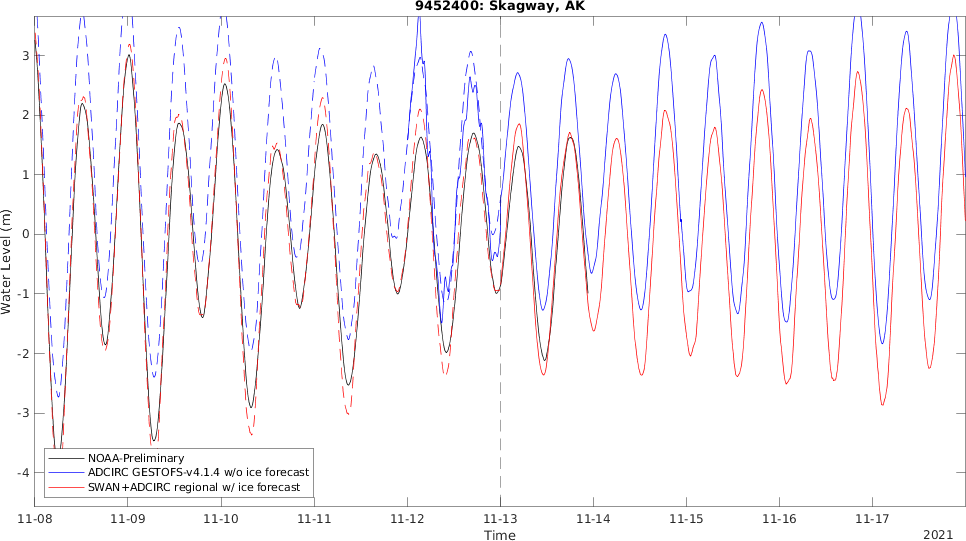 9452400: Skagway, AK
3
2
1
0
-1
-2
-3
-4
Water Level (m)
NOAA-Preliminary
ADCIRC GESTOFS-v4.1.4 w/o ice forecast
SWAN+ADCIRC regional w/ ice forecast
11-08 11-09 11-10 11-11 11-12 11-13 11-14 11-15 11-16 11-17
Time
2021